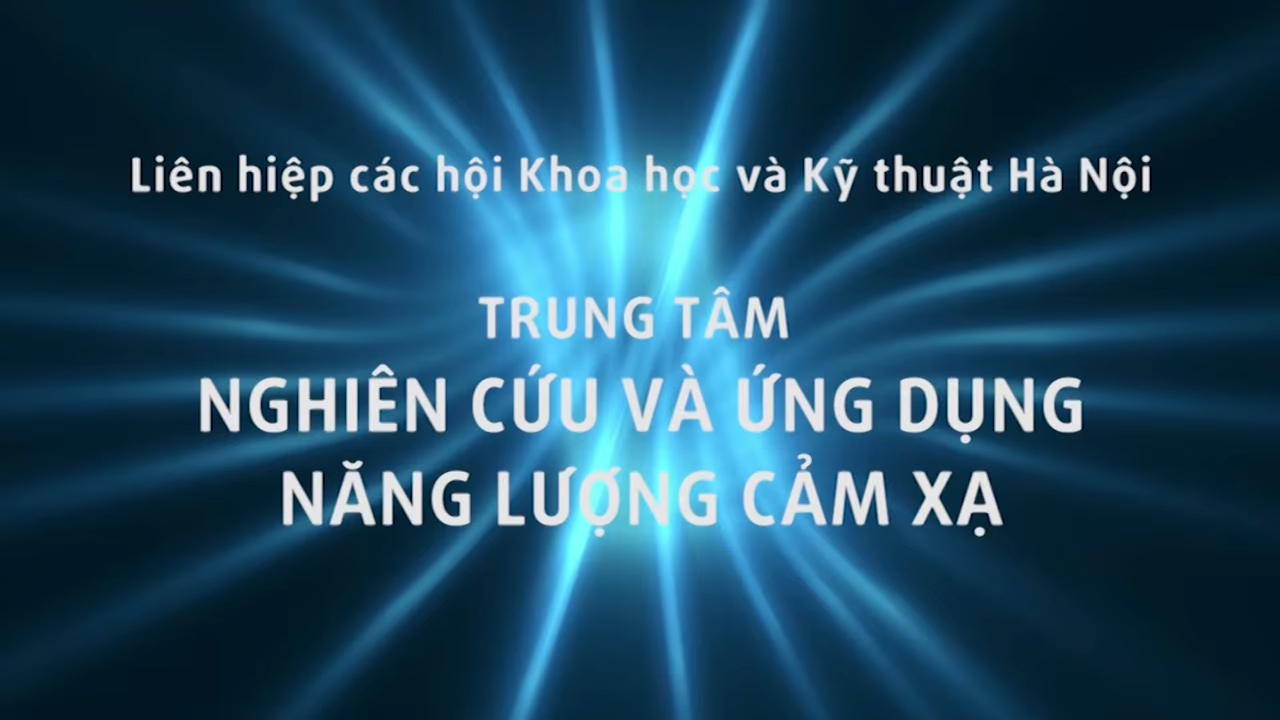 Liên hiệp các hội Khoa học và Kỹ thuật Hà Nội
TRUNG TÂM
NGHIÊN CỨU VÀ ỨNG DỤNG
NĂNG LƯỢNG CẢM XẠ